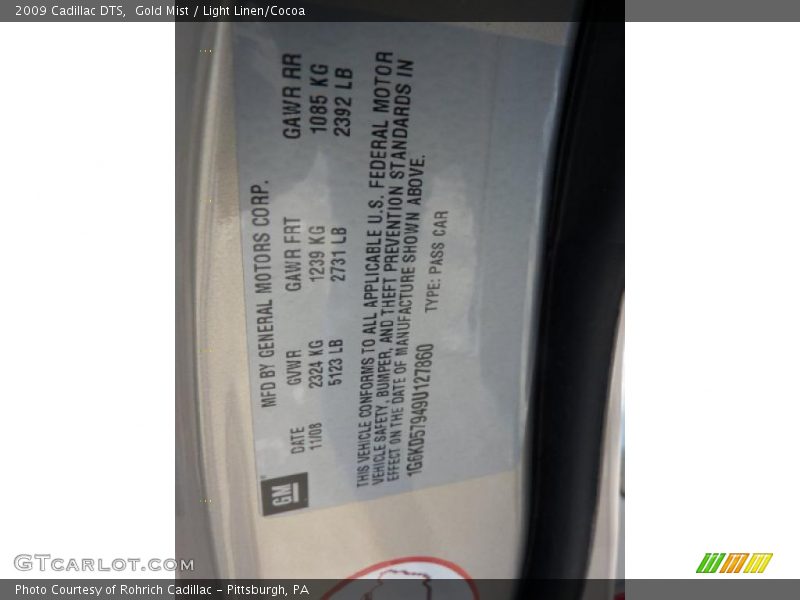 2009 Cadillac DTS,  Gold Mist / Light Linen/Cocoa
MFD BY GENERAL MOTORS CORP.
DATE GVWR GAWR FRT GAWR RR
11/08 2324 KG 1239 KG 1085 KG
5123 LB 2731 LB 2392 LB
THIS VEHICLE CONFORMS TO ALL APPLICABLE U.S. FEDERAL MOTOR
VEHICLE SAFETY, BUMPER, AND THEFT PREVENTION STANDARDS IN
EFFECT ON THE DATE OF MANUFACTURE SHOWN ABOVE.
1G6KD57949U127860 TYPE: PASS CAR
GM
GTCARLOT.COM
Photo Courtesy of Rohrich Cadillac - Pittsburgh, PA